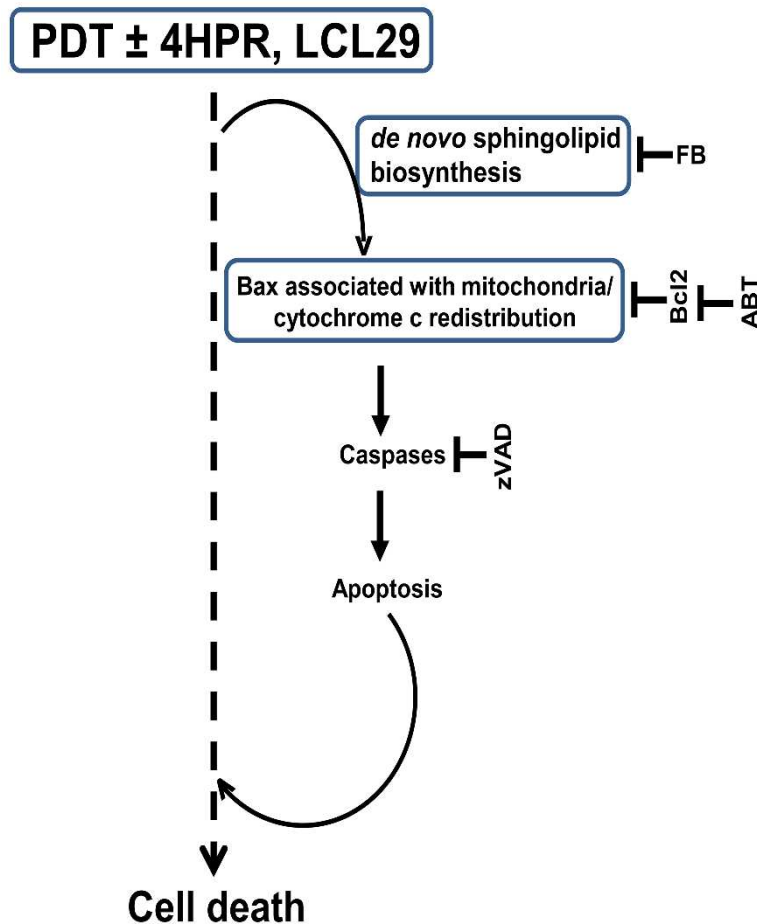 PDT ± 4HPR, LCL29
de novo sphingolipid
biosynthesis
FB
Bax associated with mitochondria/
cytochrome c redistribution
Bcl2
ABT
Caspases
zVAD
Apoptosis
Cell death